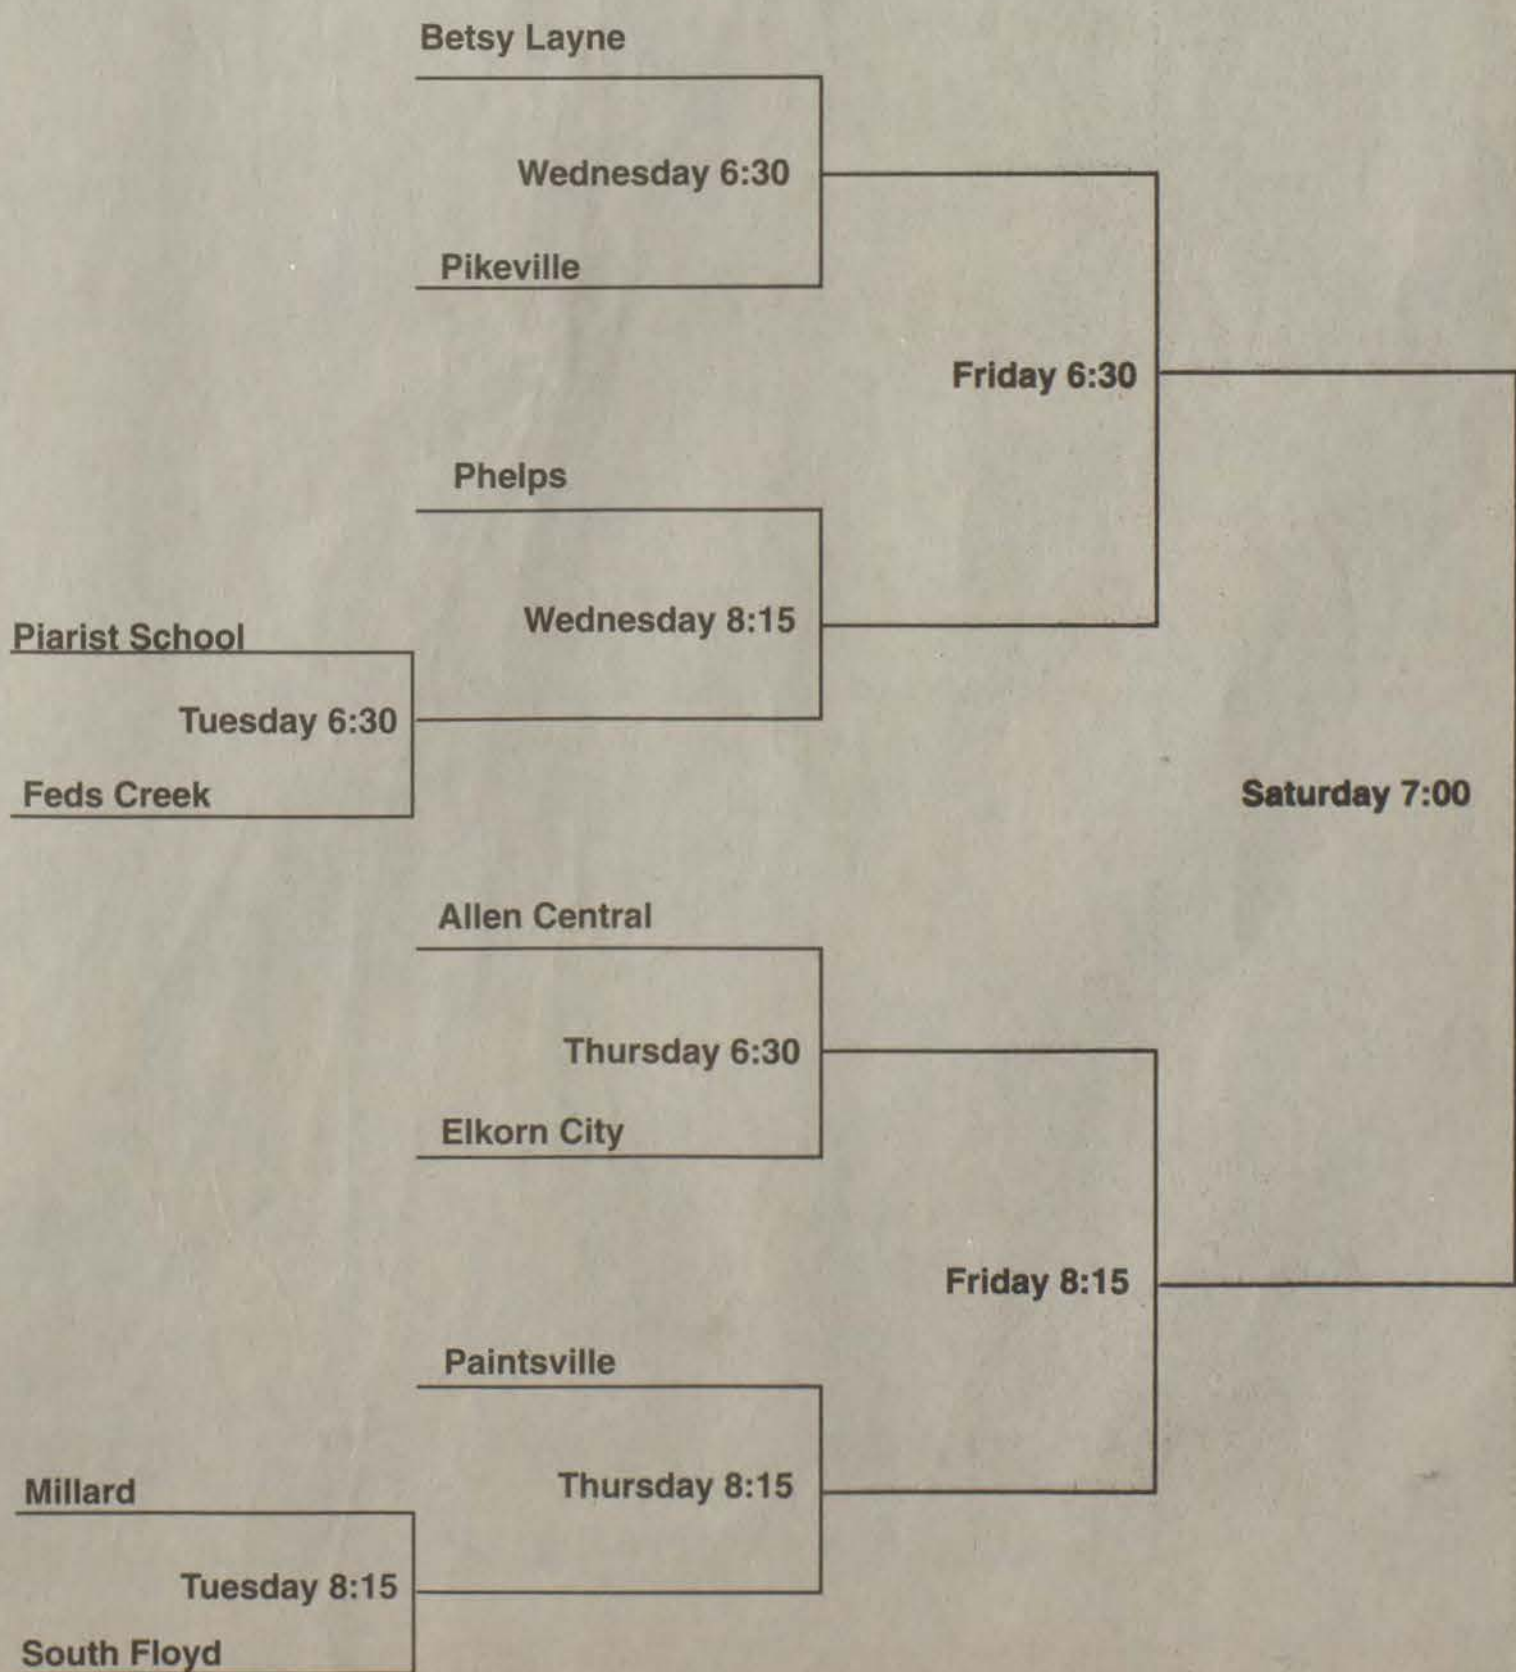 Betsy Layne
Wednesday 6:30
Pikeville
Friday 6:30
Phelps
Wednesday 8:15
Piarist School
Tuesday 6:30
Feds Creek
Saturday 7:00
Allen Central
Thursday 6:30
Elkorn City
Friday 8:15
Paintsville
Thursday 8:15
Millard
Tuesday 8:15
South Floyd